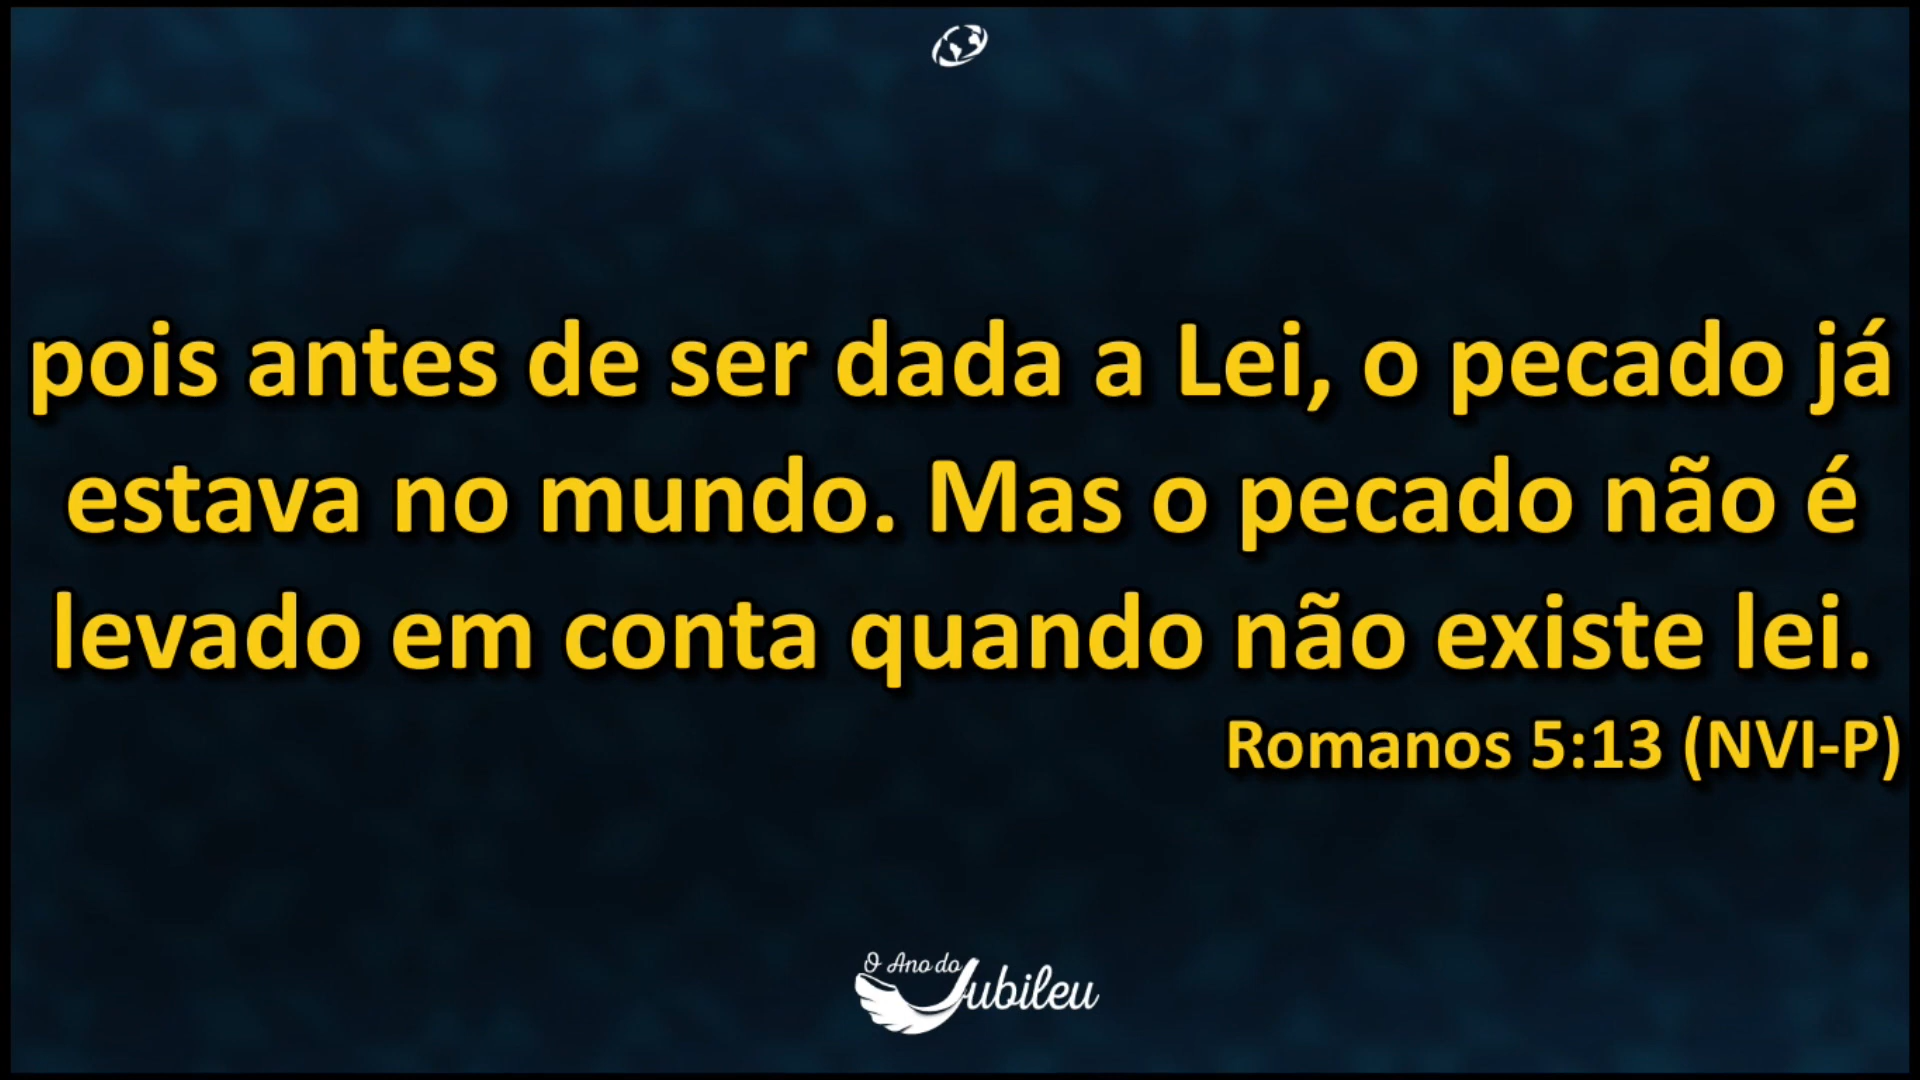 pois antes de ser dada a Lei, o pecado já
estava no mundo. Mas o pecado não é
levado em conta quando não existe lei.
Romanos 5:13 (NVI-P)
O Ano do
Jubileu